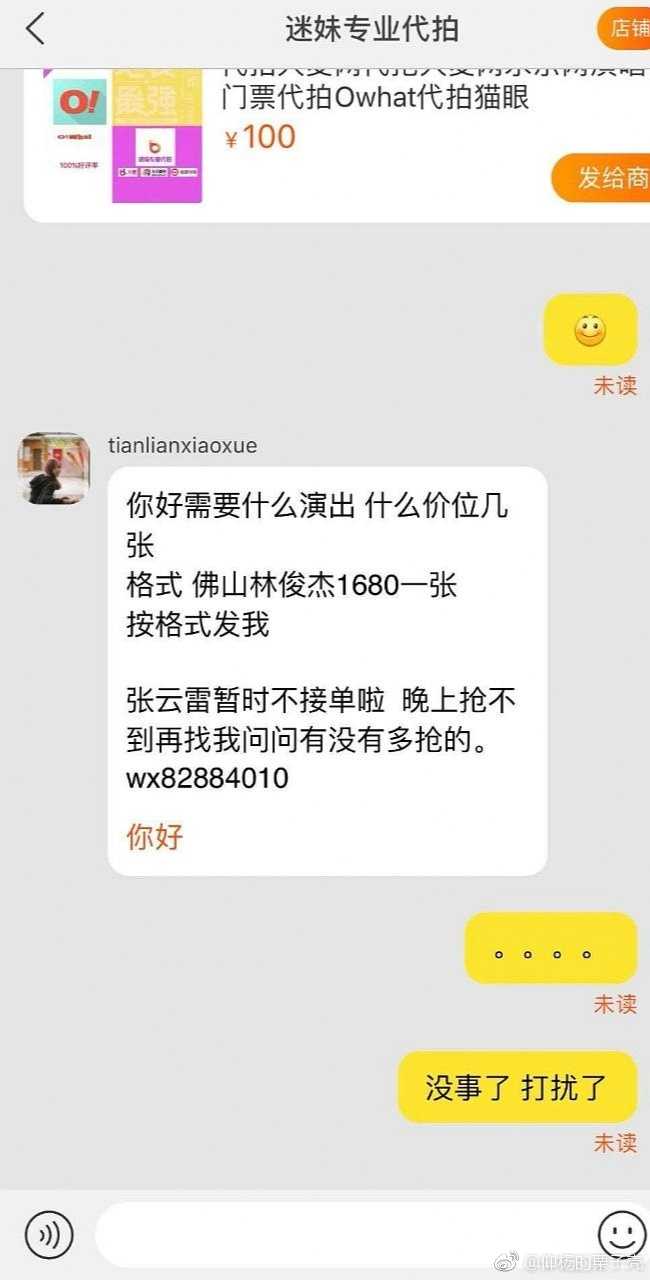 迷妹专业代拍
店铺
门票代拍Owhat代拍猫眼
¥100
O!
最強
100%好评率
发给商
未读
tianlianxiaoxue
你好需要什么演出 什么价位几
张
格式 佛山林俊杰1680一张
按格式发我
张云雷暂时不接单啦 晚上抢不
到再找我问问有没有多抢的。
wx82884010
你好
。。。。
未读
没事了 打扰了
未读